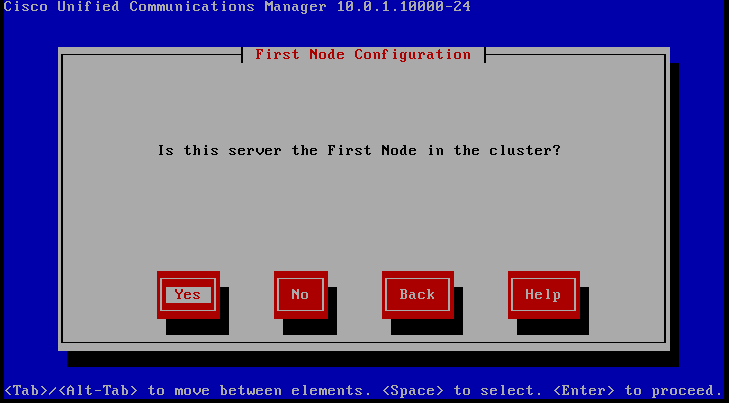 Cisco Unified Communications Manager 10.0.1.10000-24
First Node Configuration
Is this server the First Node in the cluster?
Yes No Back Help
<Tab>/<Alt-Tab> to move between elements. <Space> to select. <Enter> to proceed.